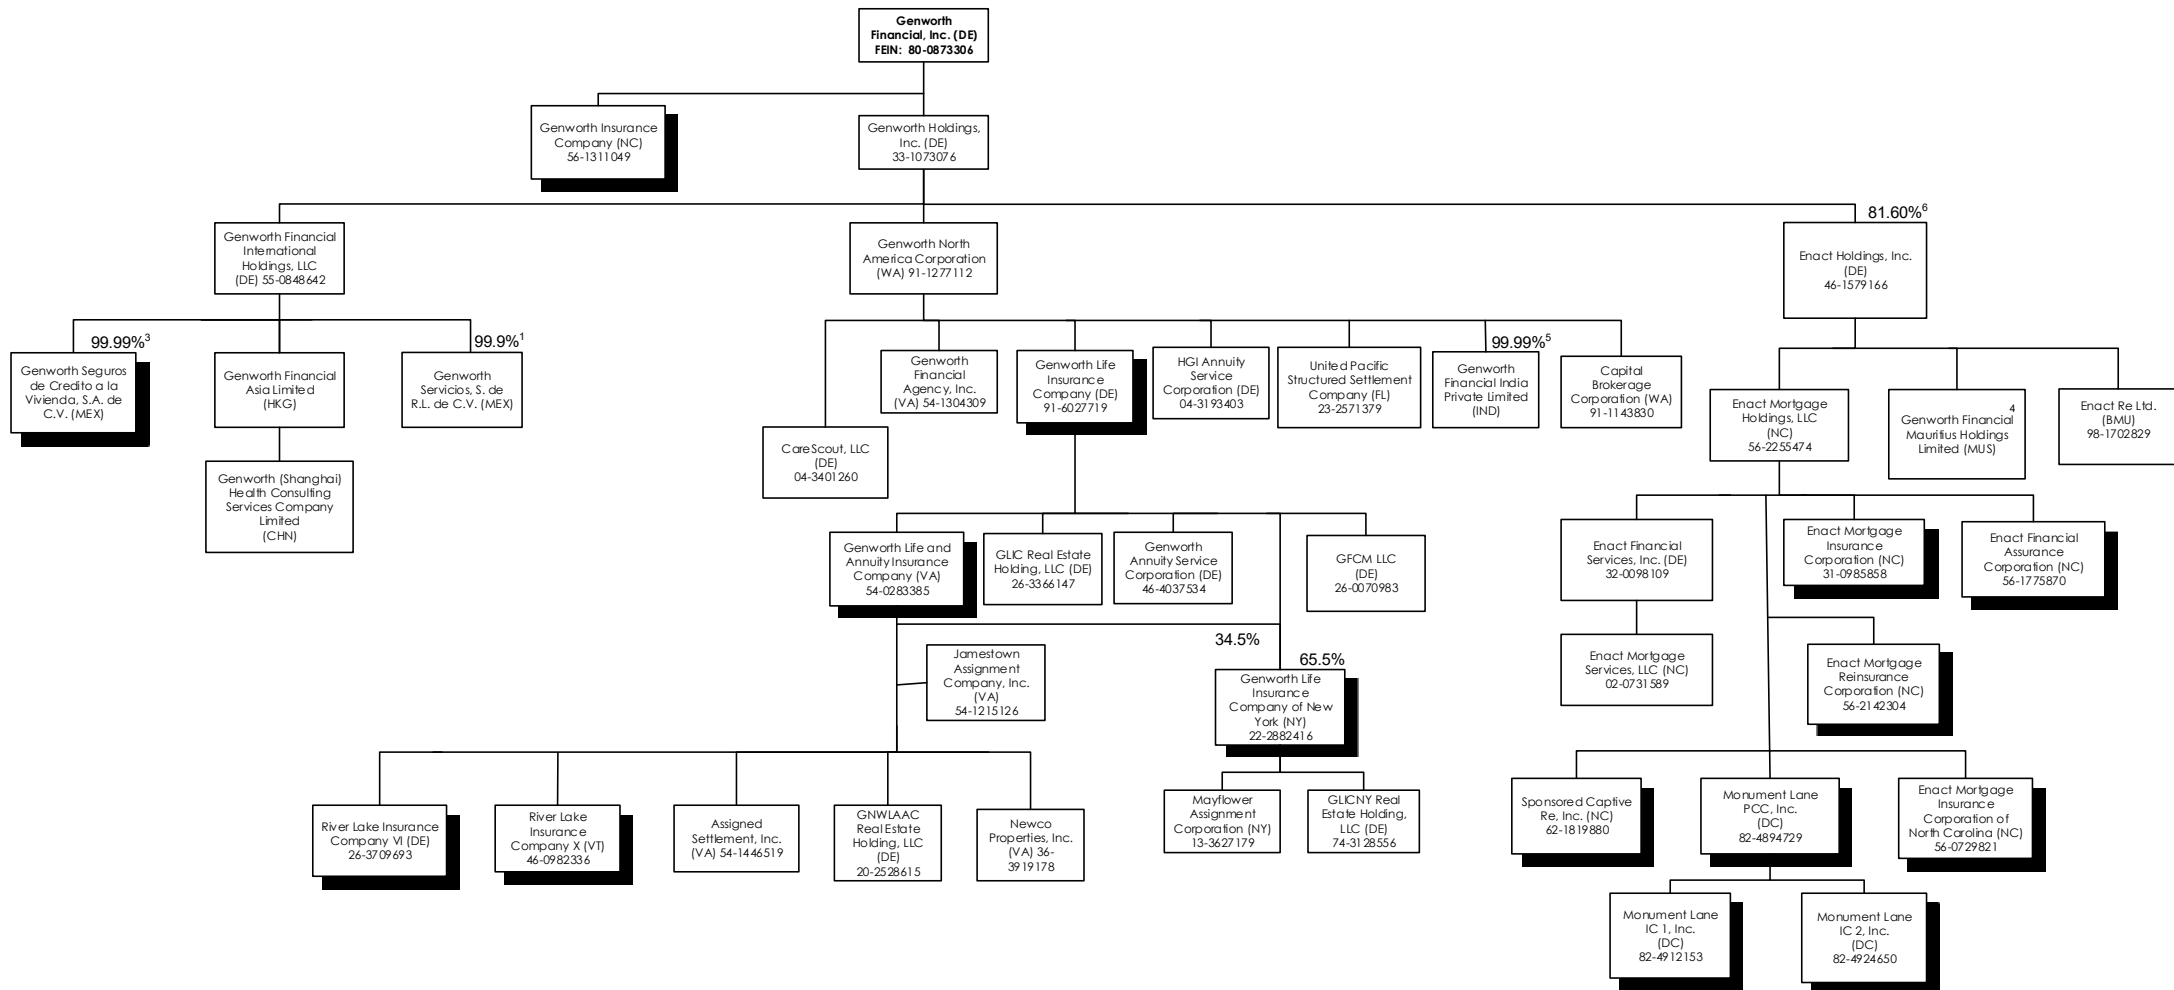 Genworth
Financial, Inc. (DE)
FEIN: 80-0873306
Genworth Insurance
Company (NC)
56-1311049
Genworth Holdings,
Inc. (DE)
33-1073076
Genworth Financial
International
Holdings, LLC
(DE) 55-0848642
Genworth North
America Corporation
(WA) 91-1277112
81.60%6
Enact Holdings, Inc.
(DE)
46-1579166
99.99%3
Genworth Seguros
de Credito a la
Vivienda, S.A. de
C.V. (MEX)
Genworth Financial
Asia Limited
(HKG)
99.9%1
Genworth
Servicios, S. de
R.L. de C.V. (MEX)
Genworth (Shanghai)
Health Consulting
Services Company
Limited
(CHN)
CareScout, LLC
(DE)
04-3401260
Genworth
Financial
Agency, Inc.
(VA) 54-1304309
Genworth Life
Insurance
Company (DE)
91-6027719
HGI Annuity
Service
Corporation (DE)
04-3193403
United Pacific
Structured Settlement
Company (FL)
23-2571379
99.99%5
Genworth
Financial India
Private Limited
(IND)
Capital
Brokerage
Corporation (WA)
91-1143830
Enact Mortgage
Holdings, LLC
(NC)
56-2255474
4
Genworth Financial
Mauritius Holdings
Limited (MUS)
Enact Re Ltd.
(BMU)
98-1702829
Genworth Life and
Annuity Insurance
Company (VA)
54-0283385
GLIC Real Estate
Holding, LLC (DE)
26-3366147
Genworth
Annuity Service
Corporation (DE)
46-4037534
GFCM LLC
(DE)
26-0070983
Enact Financial
Services, Inc. (DE)
32-0098109
Enact Mortgage
Insurance
Corporation (NC)
31-0985858
Enact Financial
Assurance
Corporation (NC)
56-1775870
34.5%
65.5%
Jamestown
Assignment
Company, Inc.
(VA)
54-1215126
Genworth Life
Insurance
Company of New
York (NY)
22-2882416
Enact Mortgage
Services, LLC (NC)
02-0731589
Enact Mortgage
Reinsurance
Corporation (NC)
56-2142304
River Lake Insurance
Company VI (DE)
26-3709693
River Lake
Insurance
Company X (VT)
46-0982336
Assigned
Settlement, Inc.
(VA) 54-1446519
GNWLAAC
Real Estate
Holding, LLC
(DE)
20-2528615
Newco
Properties, Inc.
(VA) 36-
3919178
Mayflower
Assignment
Corporation (NY)
13-3627179
GLICNY Real
Estate Holding,
LLC (DE)
74-3128556
Sponsored Captive
Re, Inc. (NC)
62-1819880
Monument Lane
PCC, Inc.
(DC)
82-4894729
Enact Mortgage
Insurance
Corporation of
North Carolina (NC)
56-0729821
Monument Lane
IC 1, Inc.
(DC)
82-4912153
Monument Lane
IC 2, Inc.
(DC)
82-4924650